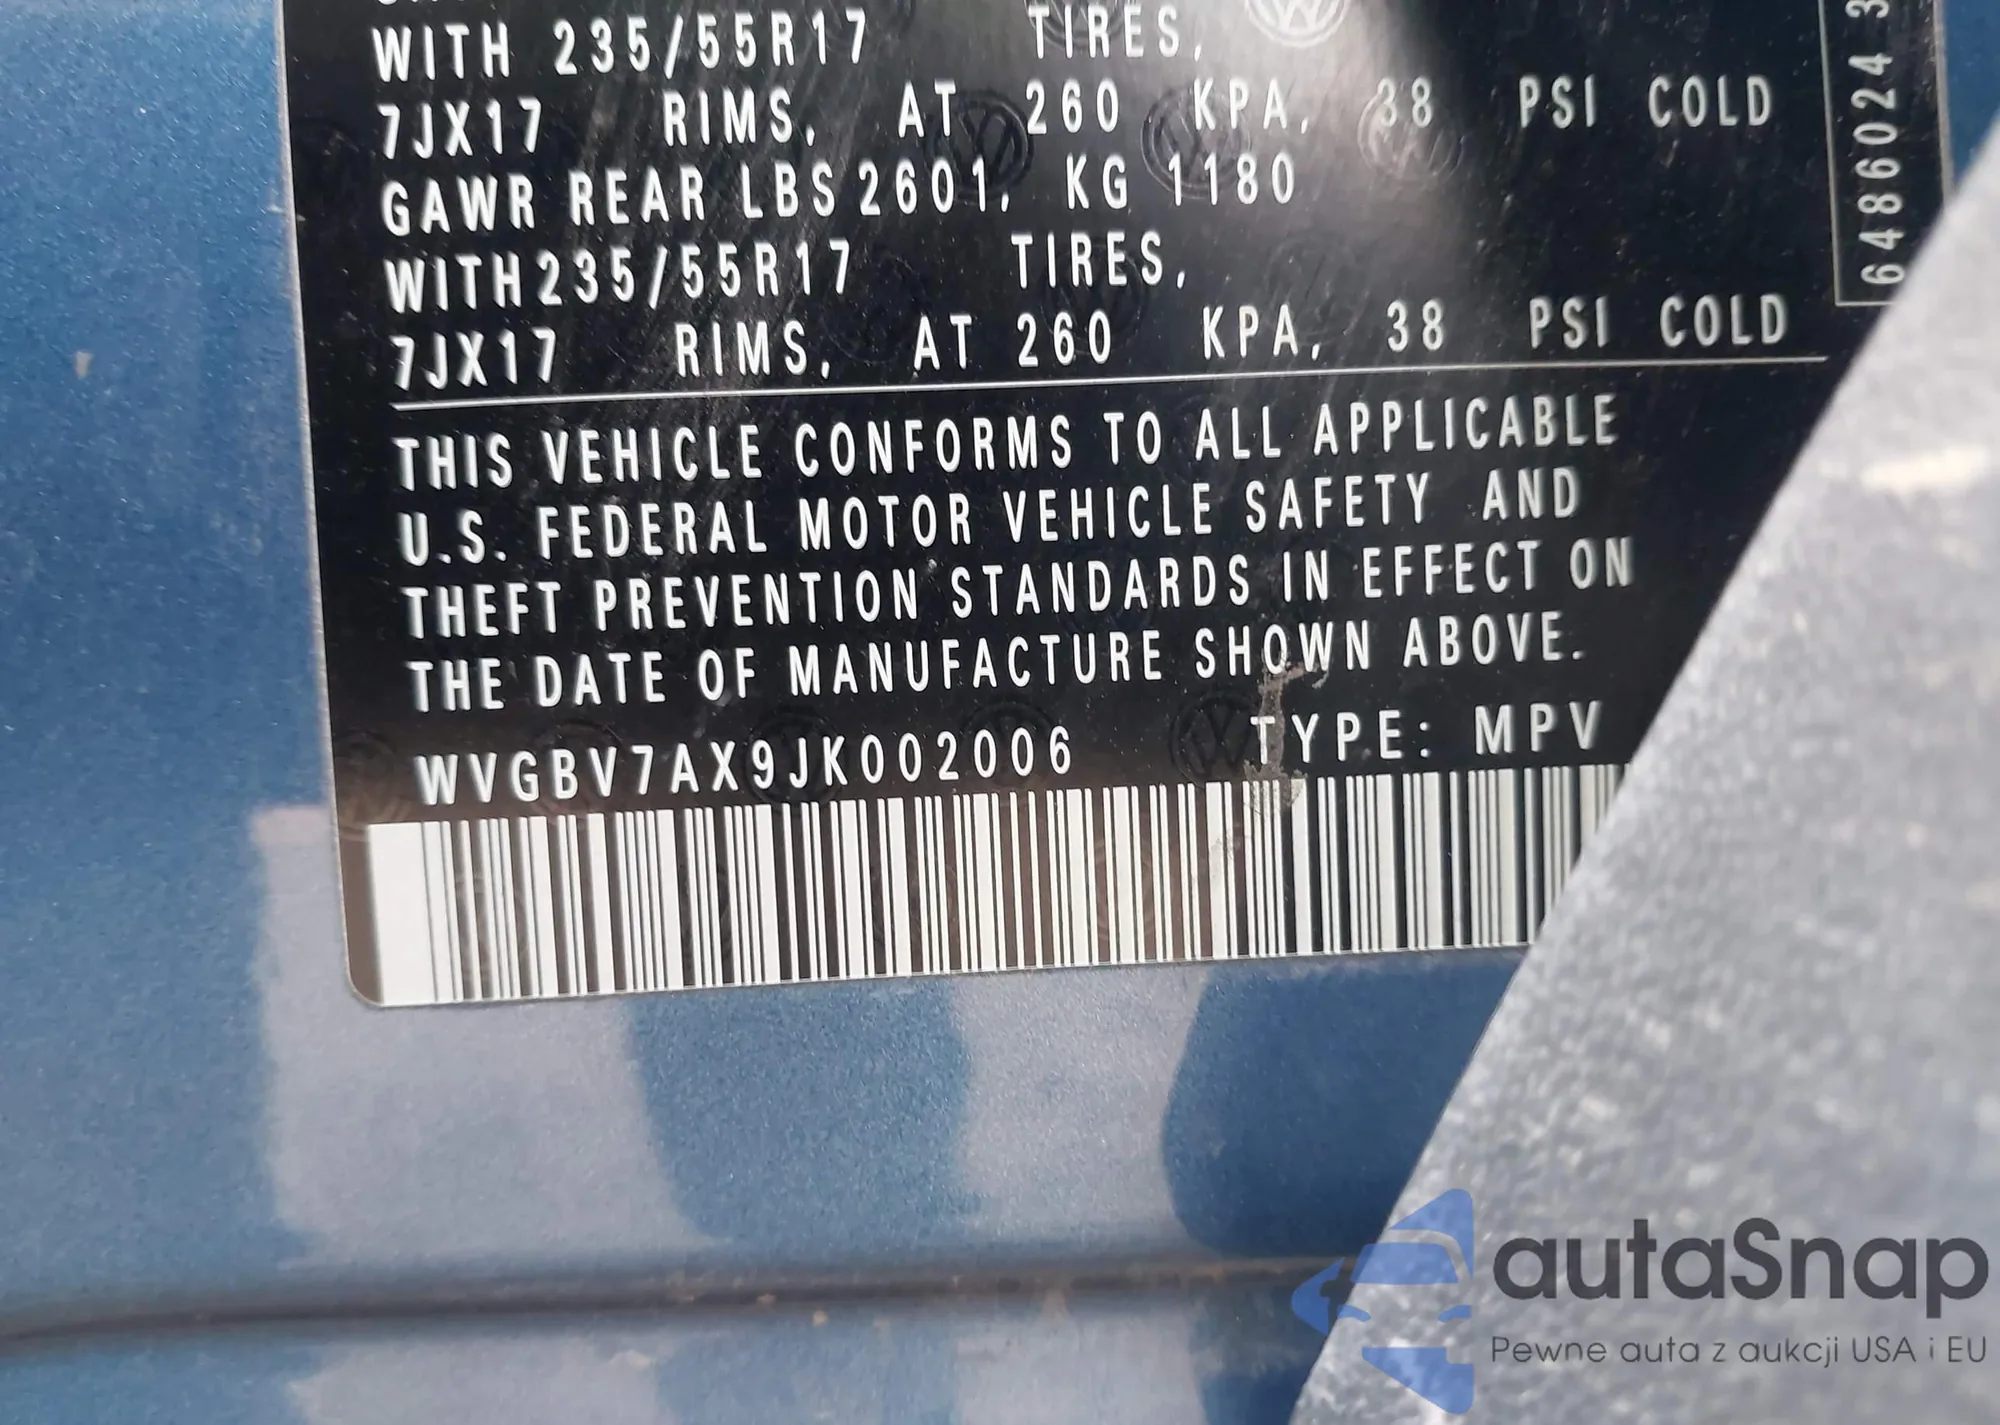 WITH 235/55R17 TIRES,
7JX17 RIMS, AT 260 KPA, 38 PSI COLD
GAWR REAR LBS2601, KG 1180
WITH235/55R17 TIRES,
7JX17 RIMS, AT 260 KPA, 38 PSI COLD
THIS VEHICLE CONFORMS TO ALL APPLICABLE
U.S. FEDERAL MOTOR VEHICLE SAFETY AND
THEFT PREVENTION STANDARDS IN EFFECT ON
THE DATE OF MANUFACTURE SHOWN ABOVE.
WVGBV7AX9JK002006 TYPE: MPV
6486024 3
autaSnap
Pewne auta z aukcji USA i EU